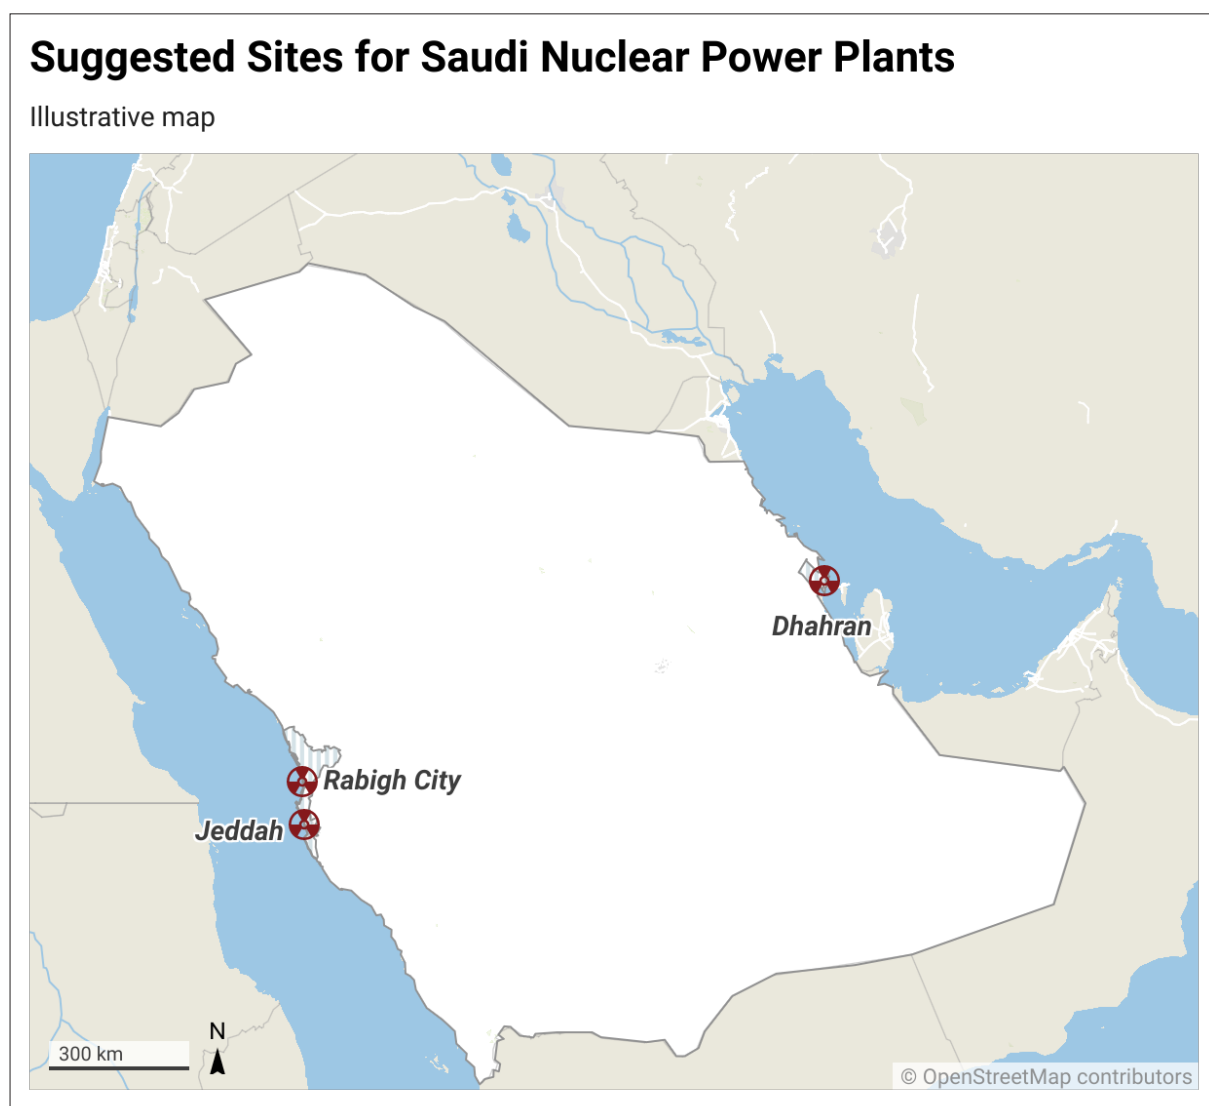 Suggested Sites for Saudi Nuclear Power Plants
Illustrative map
Dhahran
Rabigh City
Jeddah
N
300 km
© OpenStreetMap contributors